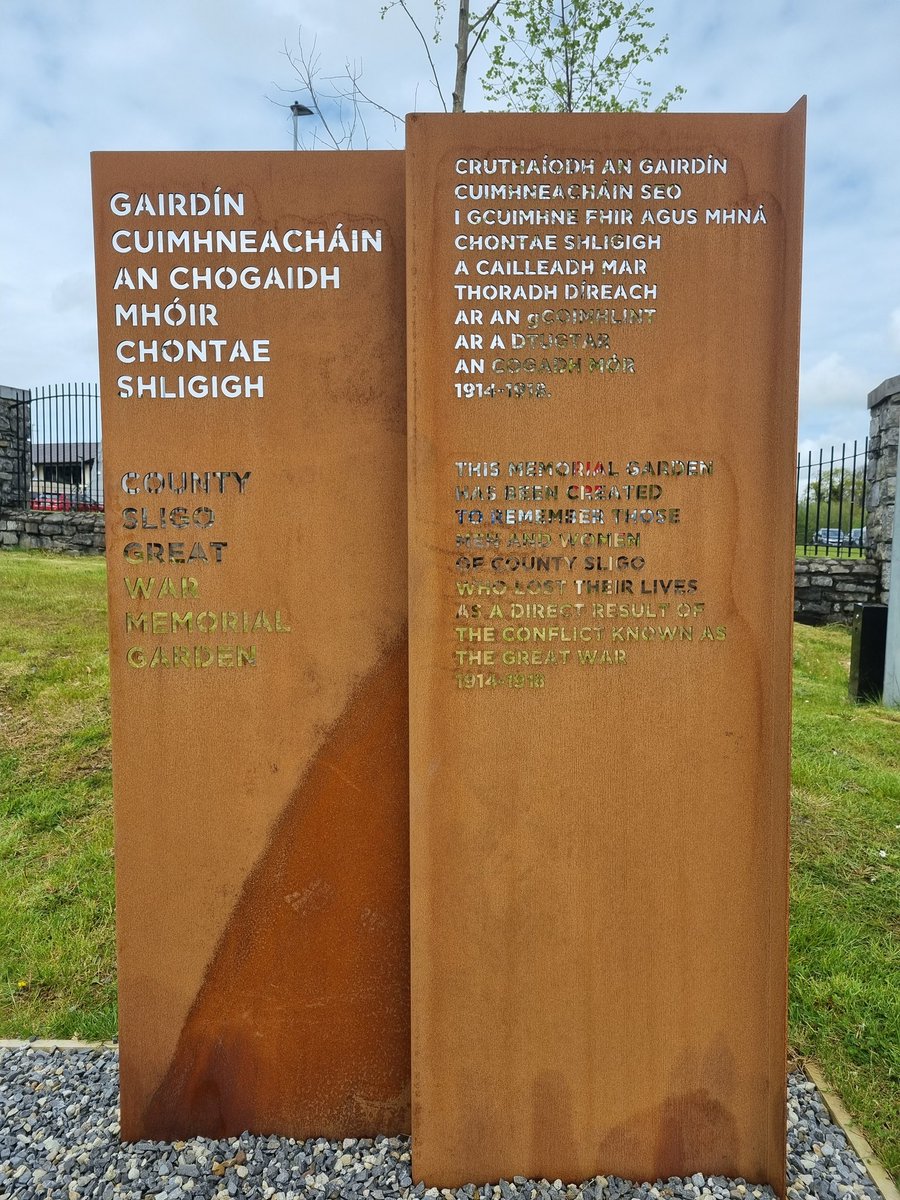 GAIRDÍN
CUIMHNEACHÁIN
AN CHOGAIDH
MHÓIR
CHONTAE
SHLIGIGH
COUNTY
SLIGO
GREAT
WAR
MEMORIAL
GARDEN
CRUTHAÍODH AN GAIRDÍN
CUIMHNEACHÁIN SEO
I GCUIMHNE FHIR AGUS MHNÁ
CHONTAE SHLIGIGH
A CAILLEADH MAR
THORADH DÍREACH
AR AN gCOIMHLINT
AR A DTUGTAR
AN COGADH MÓR
1914-1918.
THIS MEMORIAL GARDEN
HAS BEEN CREATED
TO REMEMBER THOSE
MEN AND WOMEN
OF COUNTY SLIGO
WHO LOST THEIR LIVES
AS A DIRECT RESULT OF
THE CONFLICT KNOWN AS
THE GREAT WAR
1914-1918